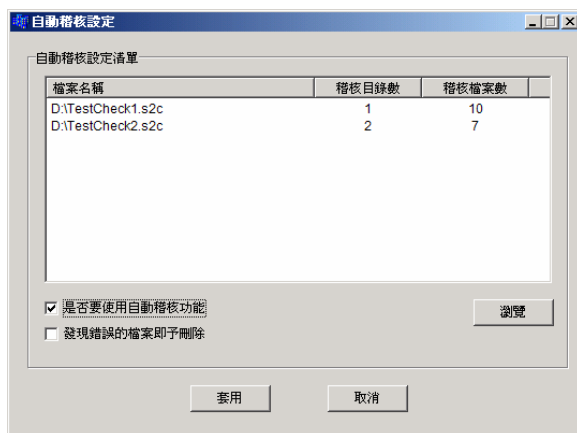 自動稽核設定
自動稽核設定清單
檔案名稱 稽核目錄數 稽核檔案數
D:\TestCheck1.s2c 1 10
D:\TestCheck2.s2c 2 7
是否要使用自動稽核功能
瀏覽
發現錯誤的檔案即予刪除
套用 取消